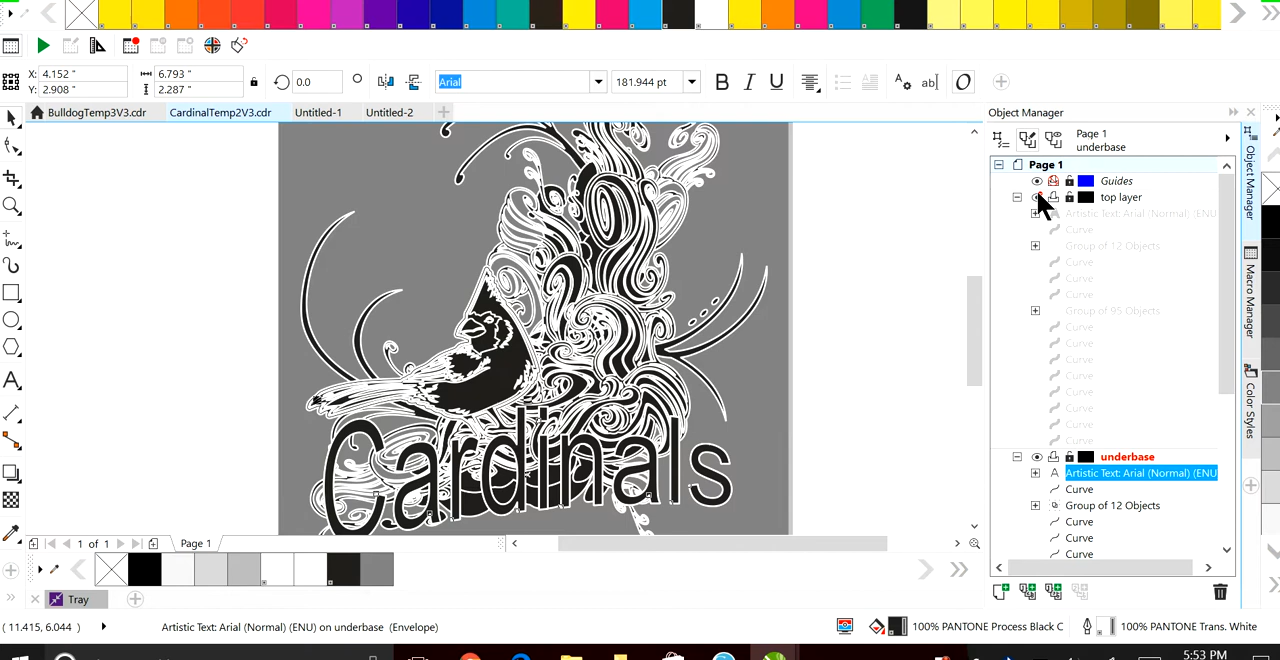 X: 4.152 "
Y: 2.908 "
6.793 "
2.287 "
0.0
Arial
181.944 pt
B I U
ab
O
BulldogTemp3V3.cdr
CardinalTemp2V3.cdr
Untitled-1
Untitled-2
Object Manager
Page 1
underbase
Page 1
Guides
top layer
Artistic Text: Arial (Normal) (ENU
Curve
Group of 12 Objects
Curve
Curve
Curve
Group of 95 Objects
Curve
Curve
Curve
Curve
Curve
Curve
Curve
Curve
underbase
Artistic Text: Arial (Normal) (ENU
Curve
Group of 12 Objects
Curve
Curve
Curve
Object Manager
Macro Manager
Color Styles
Cardinals
1 of 1
Page 1
Tray
( 11.415, 6.044 )
Artistic Text: Arial (Normal) (ENU) on underbase (Envelope)
100% PANTONE Process Black C
100% PANTONE Trans. White
5:53 PM